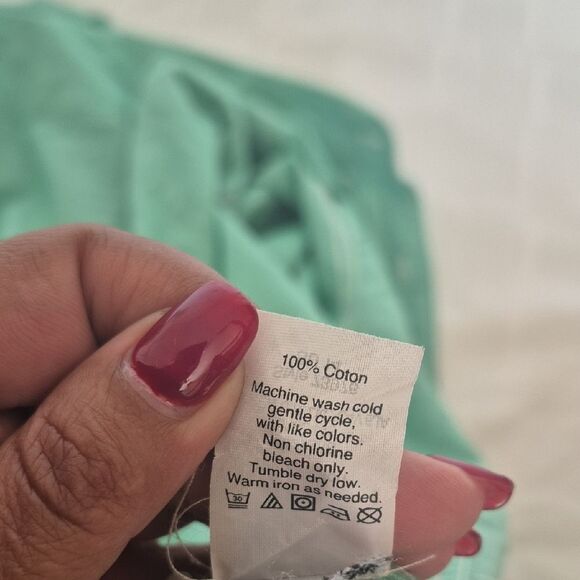 100% Coton
Machine wash cold
gentle cycle,
with like colors.
Non chlorine
bleach only.
Tumble dry low.
Warm iron as needed.
30